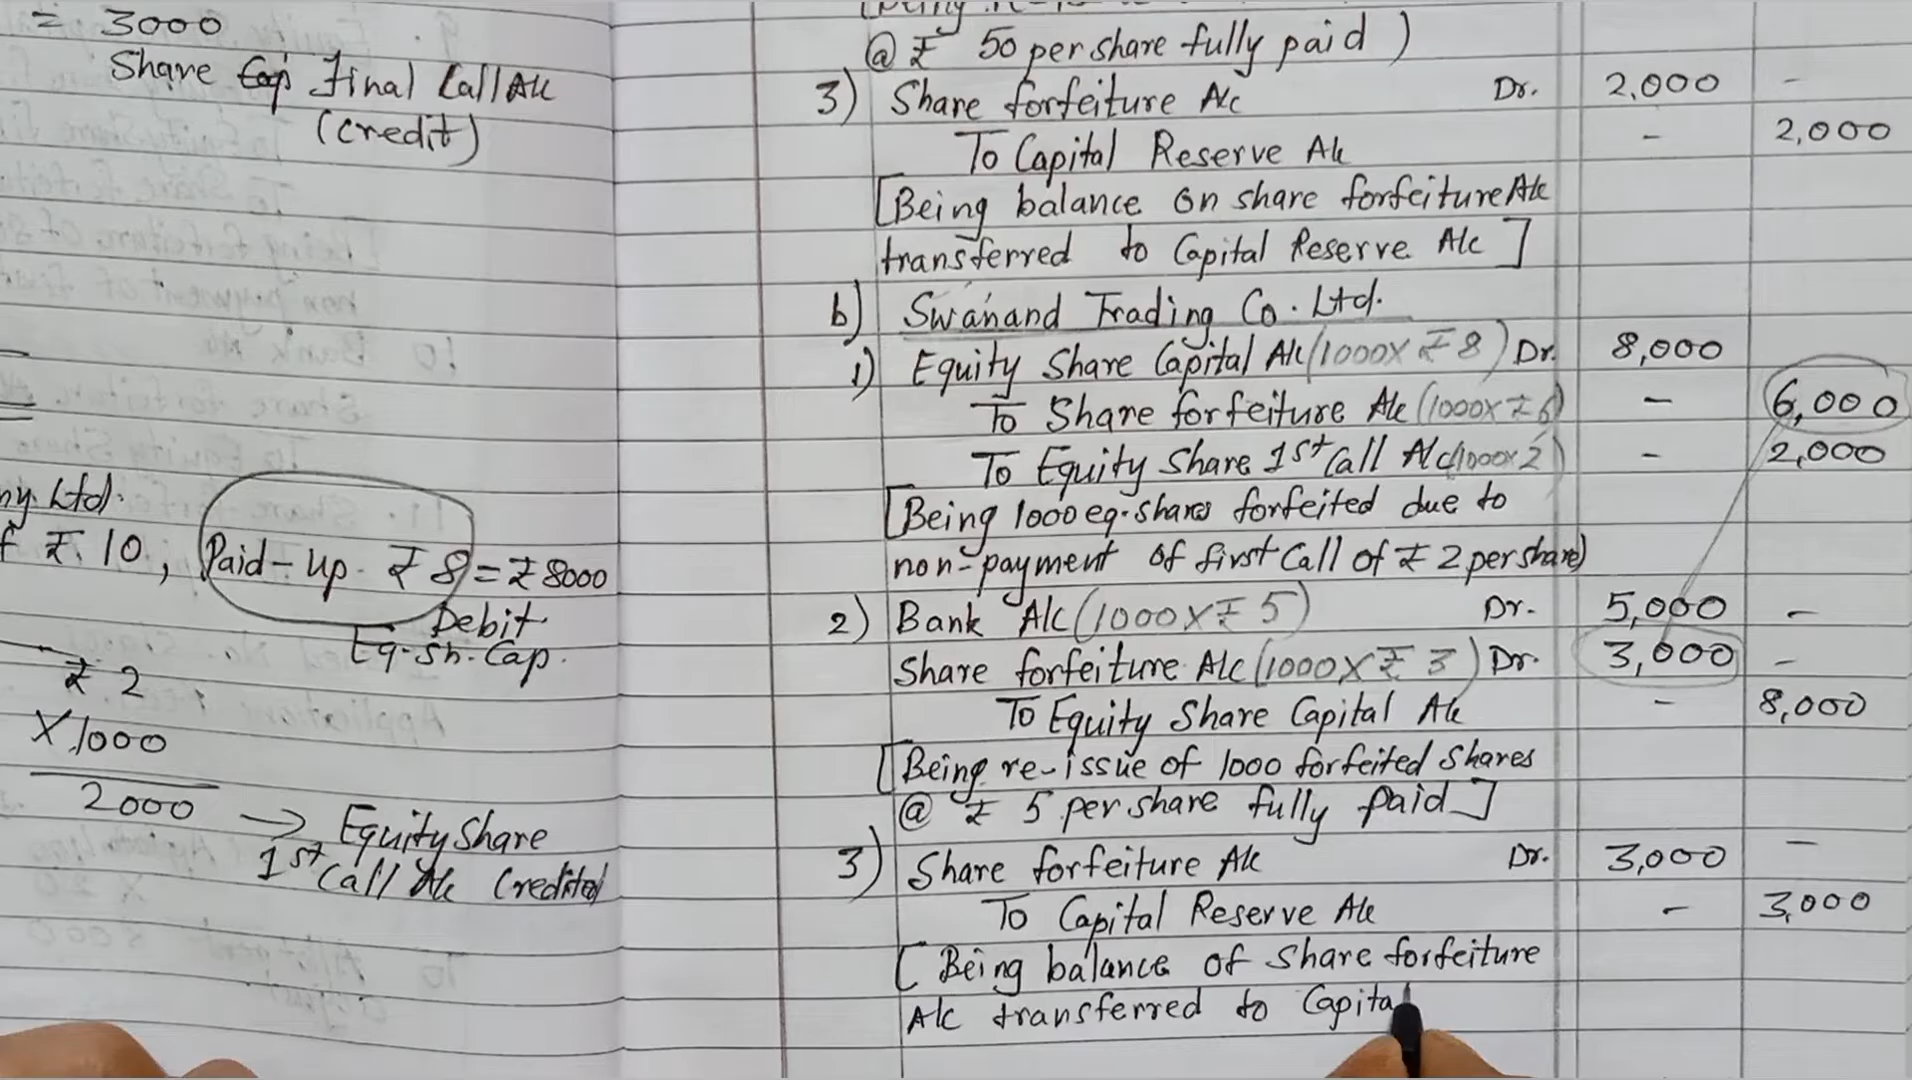 = 3000
Share Cap Final Call A/c
(credit)
Ltd.
₹. 10, Paid-up. ₹ 8 = ₹ 8000
Debit
Eq. Sh. Cap.
₹ 2
X 1000
2000 → Equity Share
1st Call A/c Credited
@ ₹ 50 per share fully paid )
3) Share forfeiture A/c Dr. 2,000 -
To Capital Reserve A/c - 2,000
[Being balance on share forfeiture A/c
transferred to Capital Reserve A/c ]
b) Swanand Trading Co. Ltd.
1) Equity Share Capital A/c (1000 X ₹ 8) Dr. 8,000
To Share forfeiture A/c (1000 X ₹ 6) - 6,000
To Equity Share 1st Call A/c (1000 X 2) - 2,000
[Being 1000 eq. shares forfeited due to
non-payment of first Call of ₹ 2 per share)
2) Bank A/c (1000 X ₹ 5) Dr. 5,000 -
Share forfeiture A/c (1000 X ₹ 3) Dr. 3,000 -
To Equity Share Capital A/c - 8,000
[Being re-issue of 1000 forfeited shares
@ ₹ 5 per share fully paid ]
3) Share forfeiture A/c Dr. 3,000 -
To Capital Reserve A/c - 3,000
[ Being balance of Share forfeiture
A/c transferred to Capita